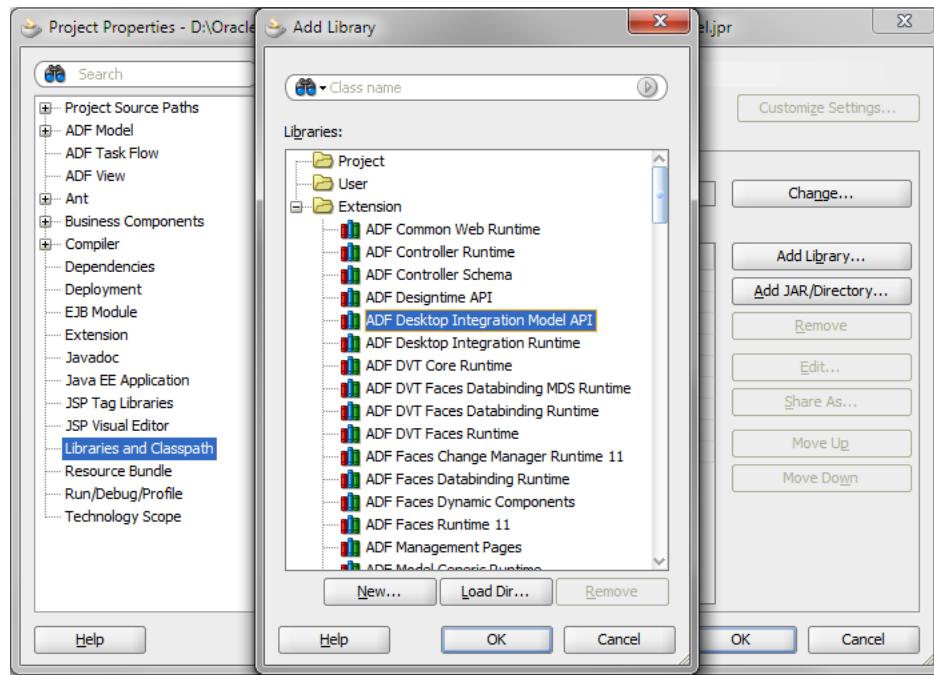 Project Properties - D:\Oracle
el.jpr
Search
Project Source Paths
ADF Model
ADF Task Flow
ADF View
Ant
Business Components
Compiler
Dependencies
Deployment
EJB Module
Extension
Javadoc
Java EE Application
JSP Tag Libraries
JSP Visual Editor
Libraries and Classpath
Resource Bundle
Run/Debug/Profile
Technology Scope
Help
Add Library
Class name
Libraries:
Project
User
Extension
ADF Common Web Runtime
ADF Controller Runtime
ADF Controller Schema
ADF Designtime API
ADF Desktop Integration Model API
ADF Desktop Integration Runtime
ADF DVT Core Runtime
ADF DVT Faces Databinding MDS Runtime
ADF DVT Faces Databinding Runtime
ADF DVT Faces Runtime
ADF Faces Change Manager Runtime 11
ADF Faces Databinding Runtime
ADF Faces Dynamic Components
ADF Faces Runtime 11
ADF Management Pages
ADF Model Generic Runtime
New... Load Dir... Remove
Help OK Cancel
Customize Settings...
Change...
Add Library...
Add JAR/Directory...
Remove
Edit...
Share As...
Move Up
Move Down
OK Cancel